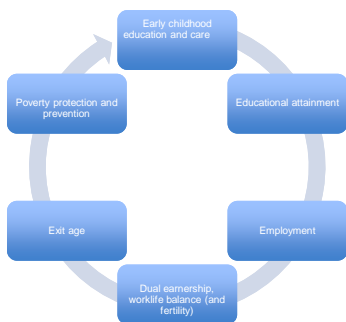 Early childhood
education and care
Educational attainment
Employment
Dual earnership,
worklife balance (and
fertility)
Exit age
Poverty protection and
prevention